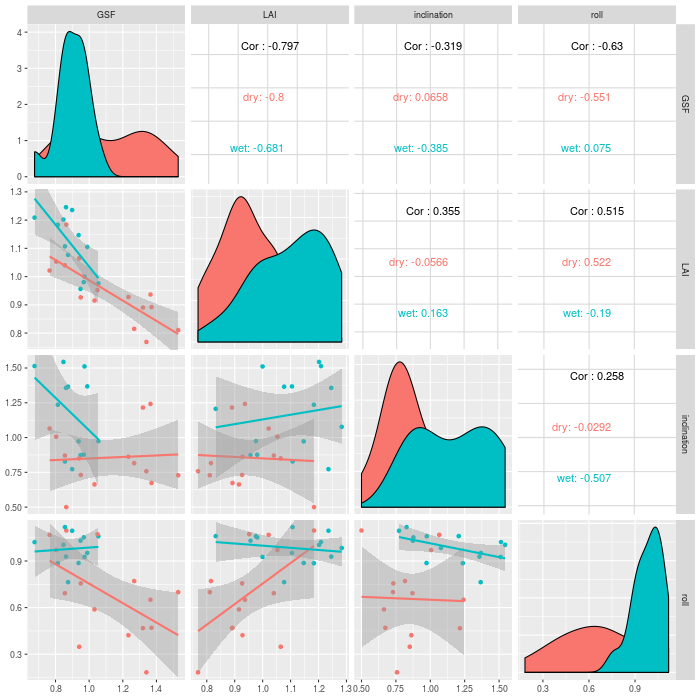 GSF LAI indination roll
4
3
2
1
0
Cor : -0.797
dry: -0.8
wet: -0.681
Cor : -0.319
dry: 0.0658
wet: -0.385
Cor : -0.63
dry: -0.551
wet: 0.075
GSF
1.3
1.2
1.1
1.0
0.9
0.8
Cor : 0.355
dry: -0.0566
wet: 0.163
Cor : 0.515
dry: 0.522
wet: -0.19
LAI
1.50
1.25
1.00
0.75
0.50
Cor : 0.258
dry: -0.0292
wet: -0.507
indination
0.9
0.6
0.3
roll
0.8 1.0 1.2 1.4 0.8 0.9 1.0 1.1 1.2 1.3 0.50 0.75 1.00 1.25 1.50 0.3 0.6 0.9